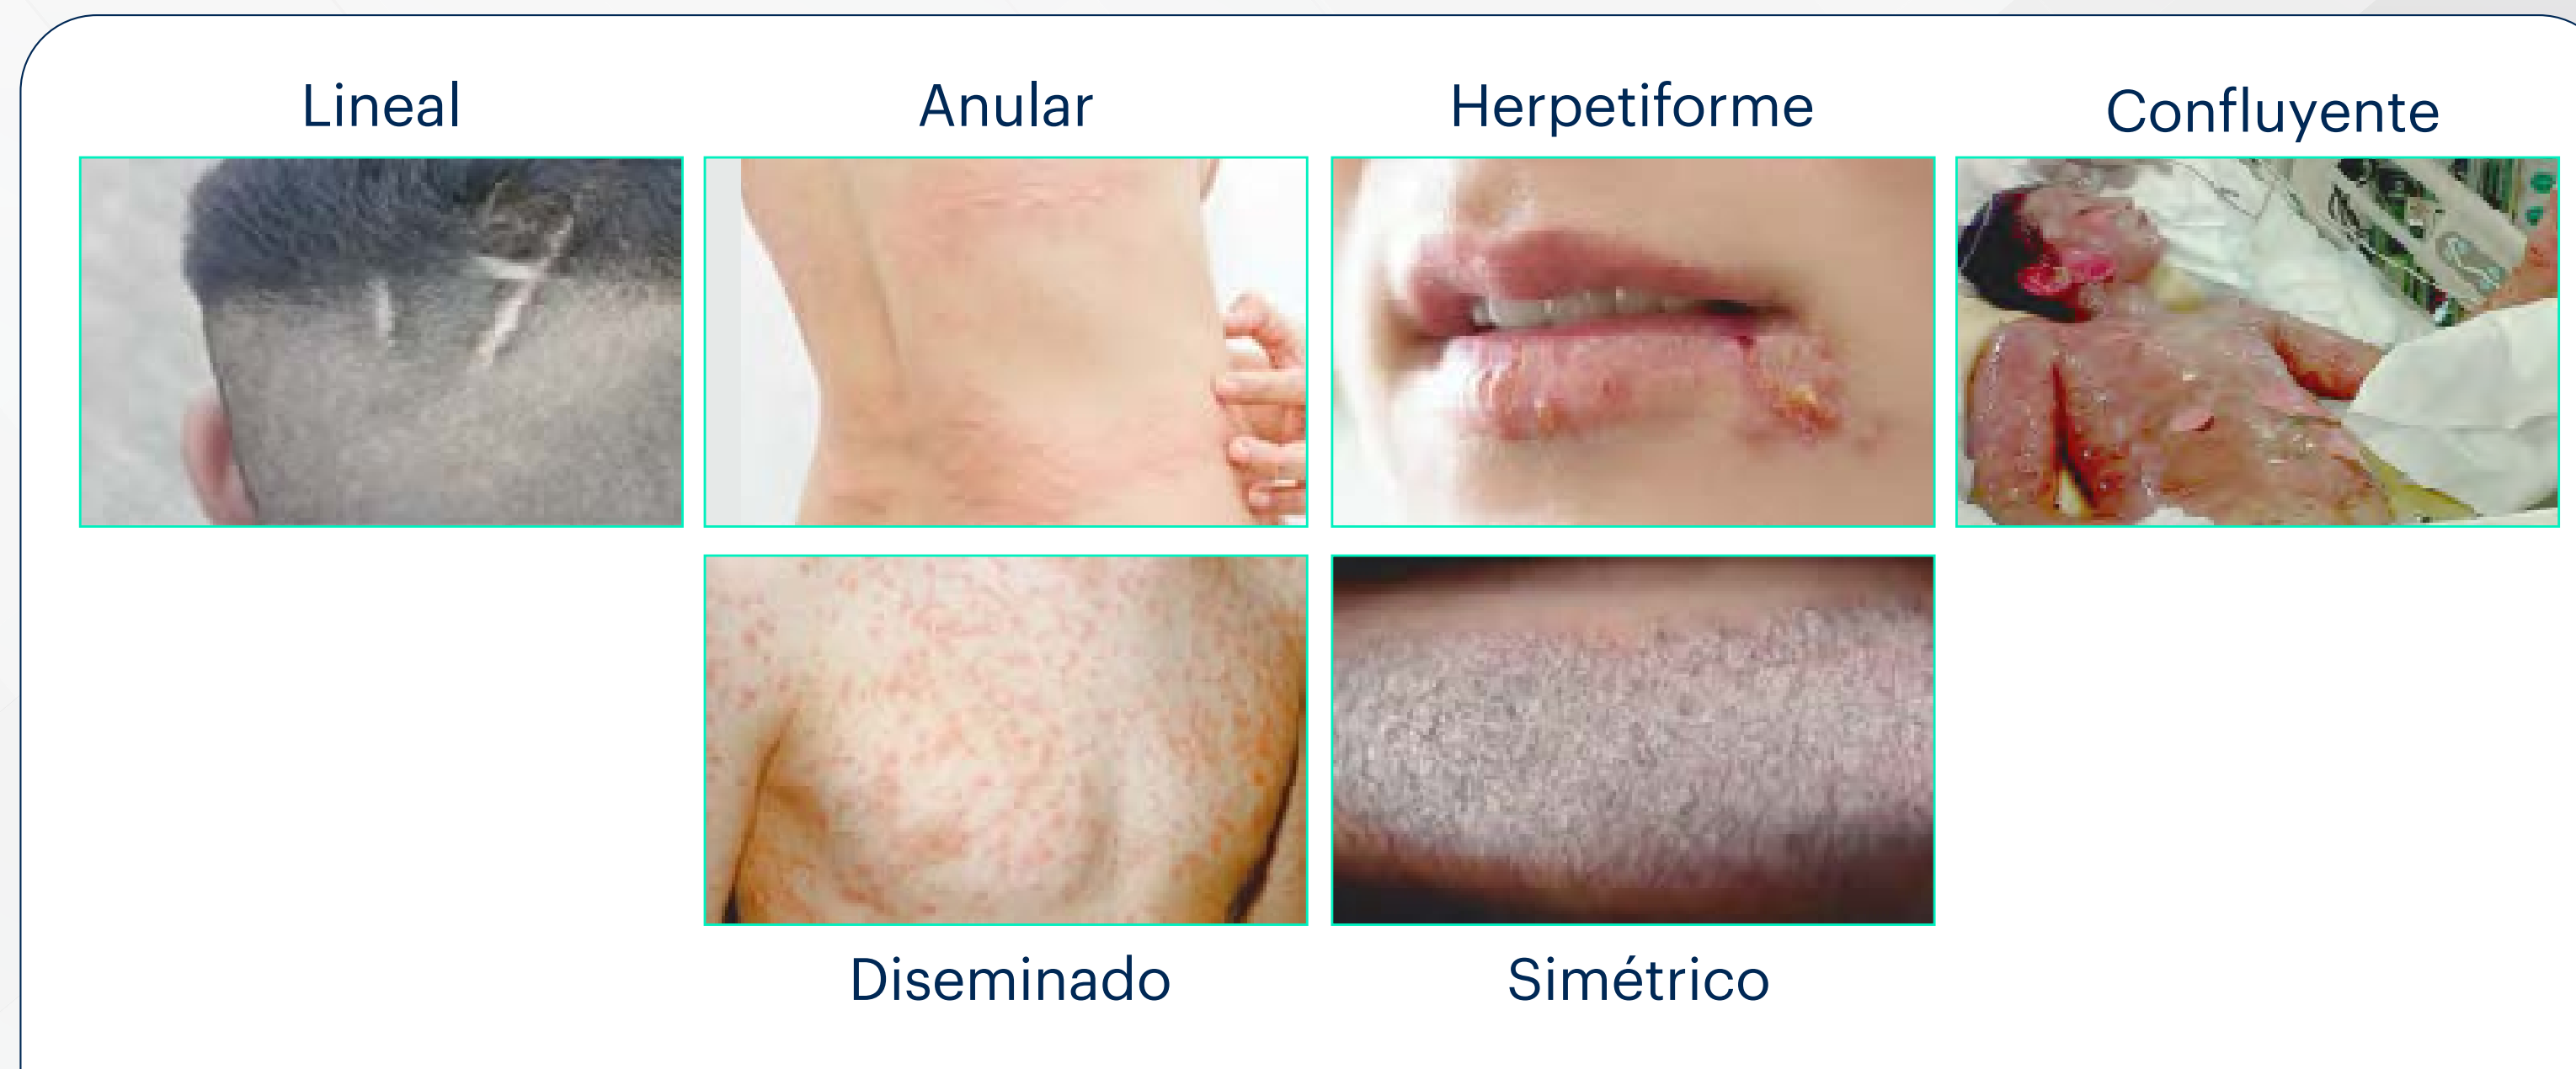 Lineal
Anular
Herpetiforme
Confluyente
Diseminado
Simétrico